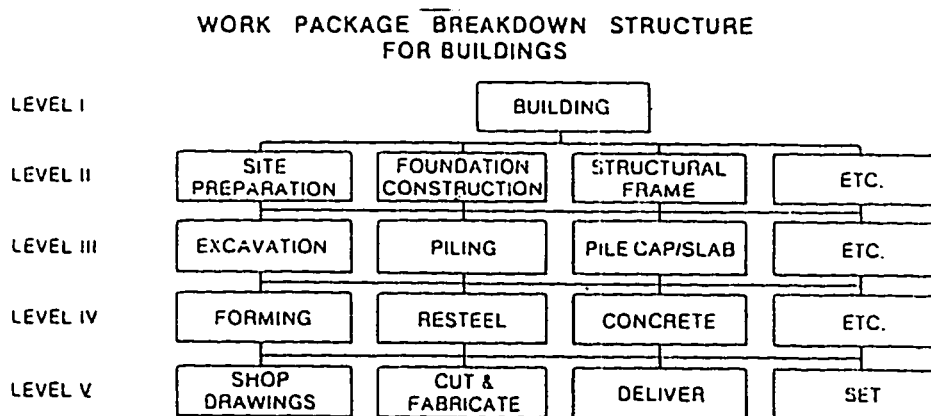 WORK PACKAGE BREAKDOWN STRUCTURE
FOR BUILDINGS
LEVEL I
BUILDING
LEVEL II
SITE
PREPARATION
FOUNDATION
CONSTRUCTION
STRUCTURAL
FRAME
ETC.
LEVEL III
EXCAVATION
PILING
PILE CAP/SLAB
ETC.
LEVEL IV
FORMING
RESTEEL
CONCRETE
ETC.
LEVEL V
SHOP
DRAWINGS
CUT &
FABRICATE
DELIVER
SET